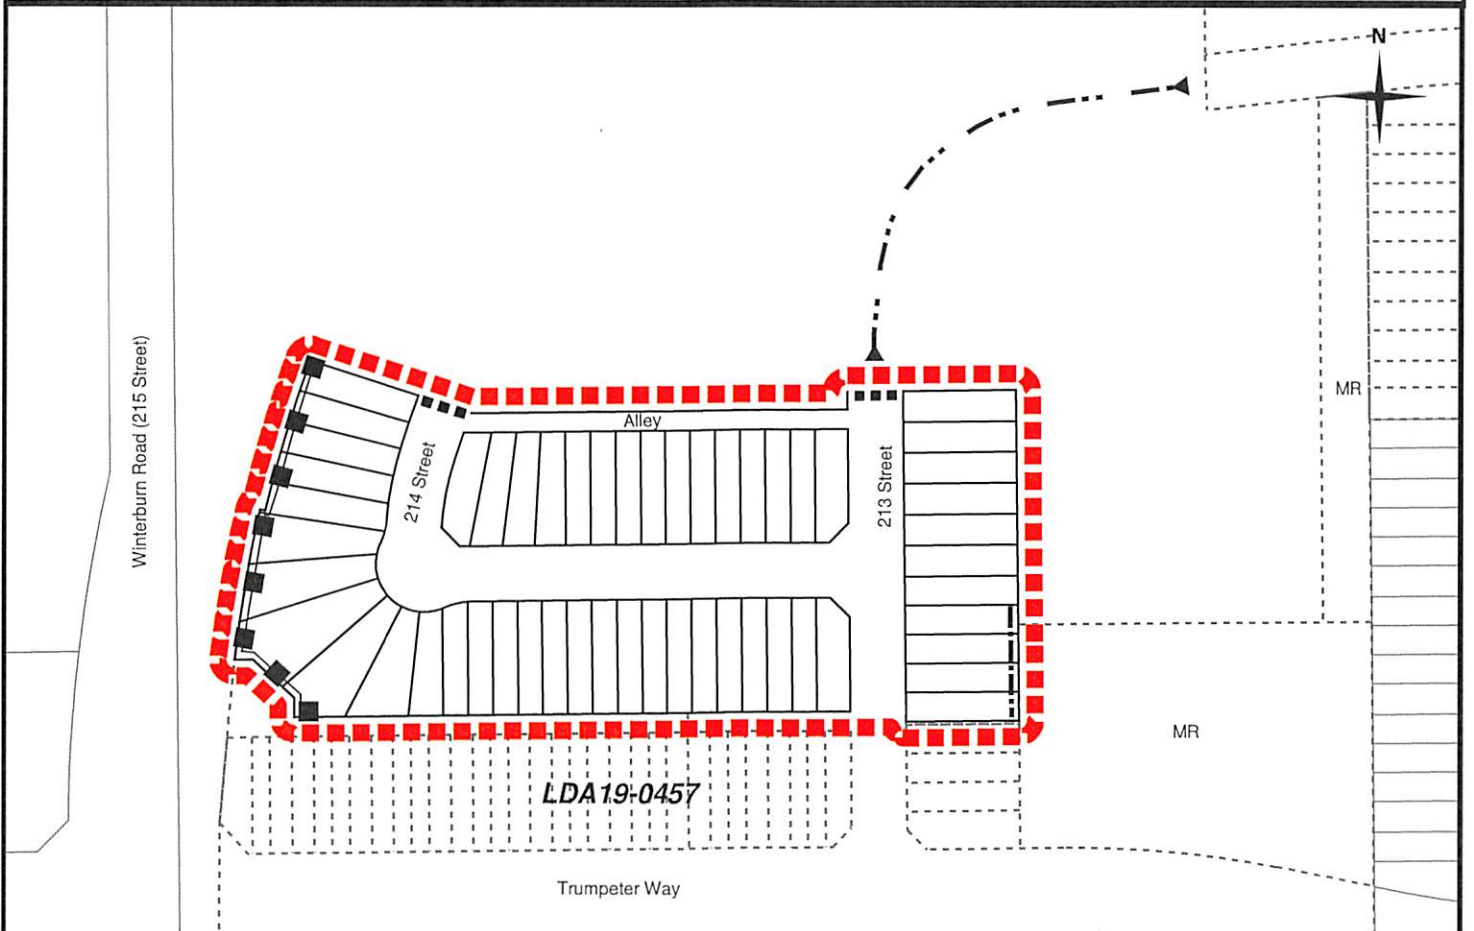 N
Winterburn Road (215 Street)
MR
Alley
214 Street
213 Street
MR
LDA19-0457
Trumpeter Way